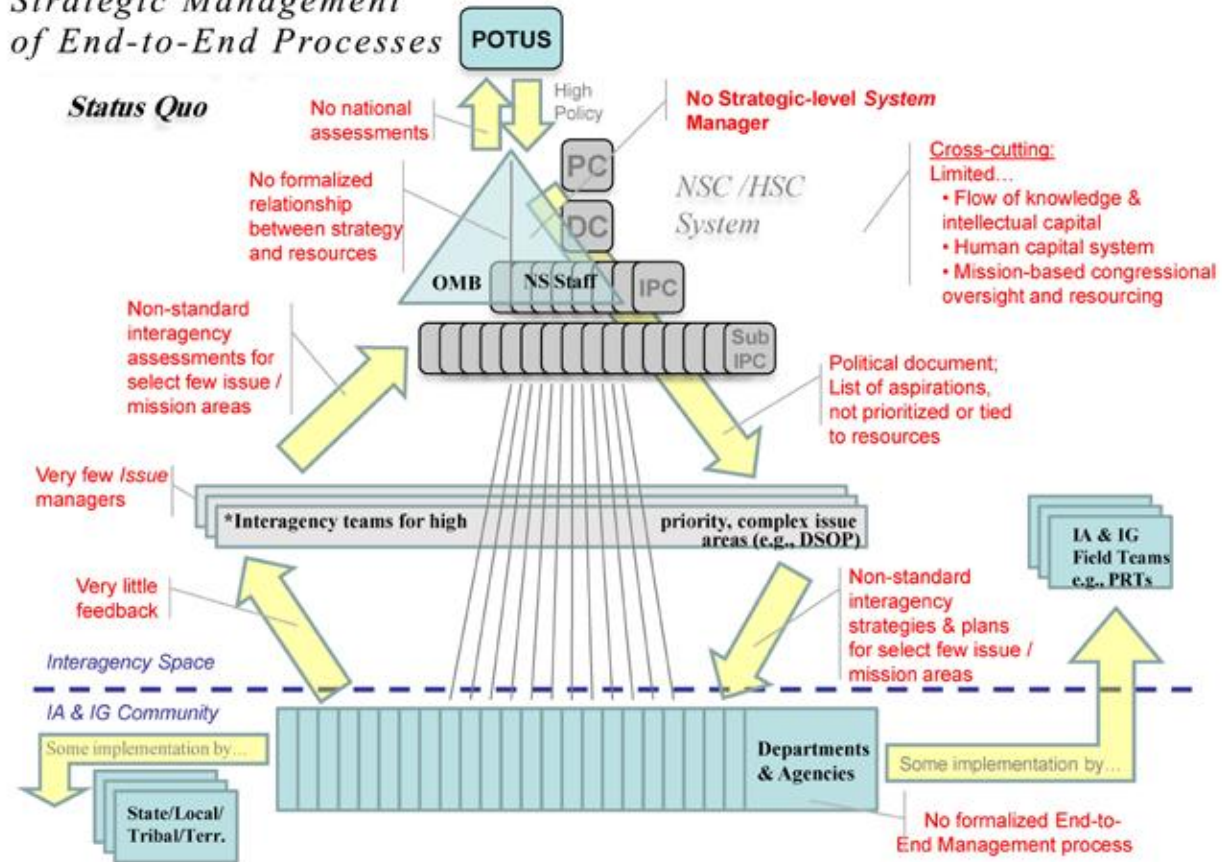 Strategic Management
of End-to-End Processes
POTUS
Status Quo
No national
assessments
High
Policy
No Strategic-level System
Manager
No formalized
relationship
between strategy
and resources
PC
DC
NSC /HSC
System
Cross-cutting:
Limited…
• Flow of knowledge &
intellectual capital
• Human capital system
• Mission-based congressional
oversight and resourcing
OMB
NS Staff
IPC
Sub
IPC
Non-standard
interagency
assessments for
select few issue /
mission areas
Political document;
List of aspirations,
not prioritized or tied
to resources
Very few Issue
managers
*Interagency teams for high
priority, complex issue
areas (e.g., DSOP)
IA & IG
Field Teams
e.g., PRTs
Very little
feedback
Non-standard
interagency
strategies & plans
for select few issue /
mission areas
Interagency Space
IA & IG Community
Some implementation by…
State/Local/
Tribal/Terr.
Departments
& Agencies
Some implementation by…
No formalized End-to-
End Management process